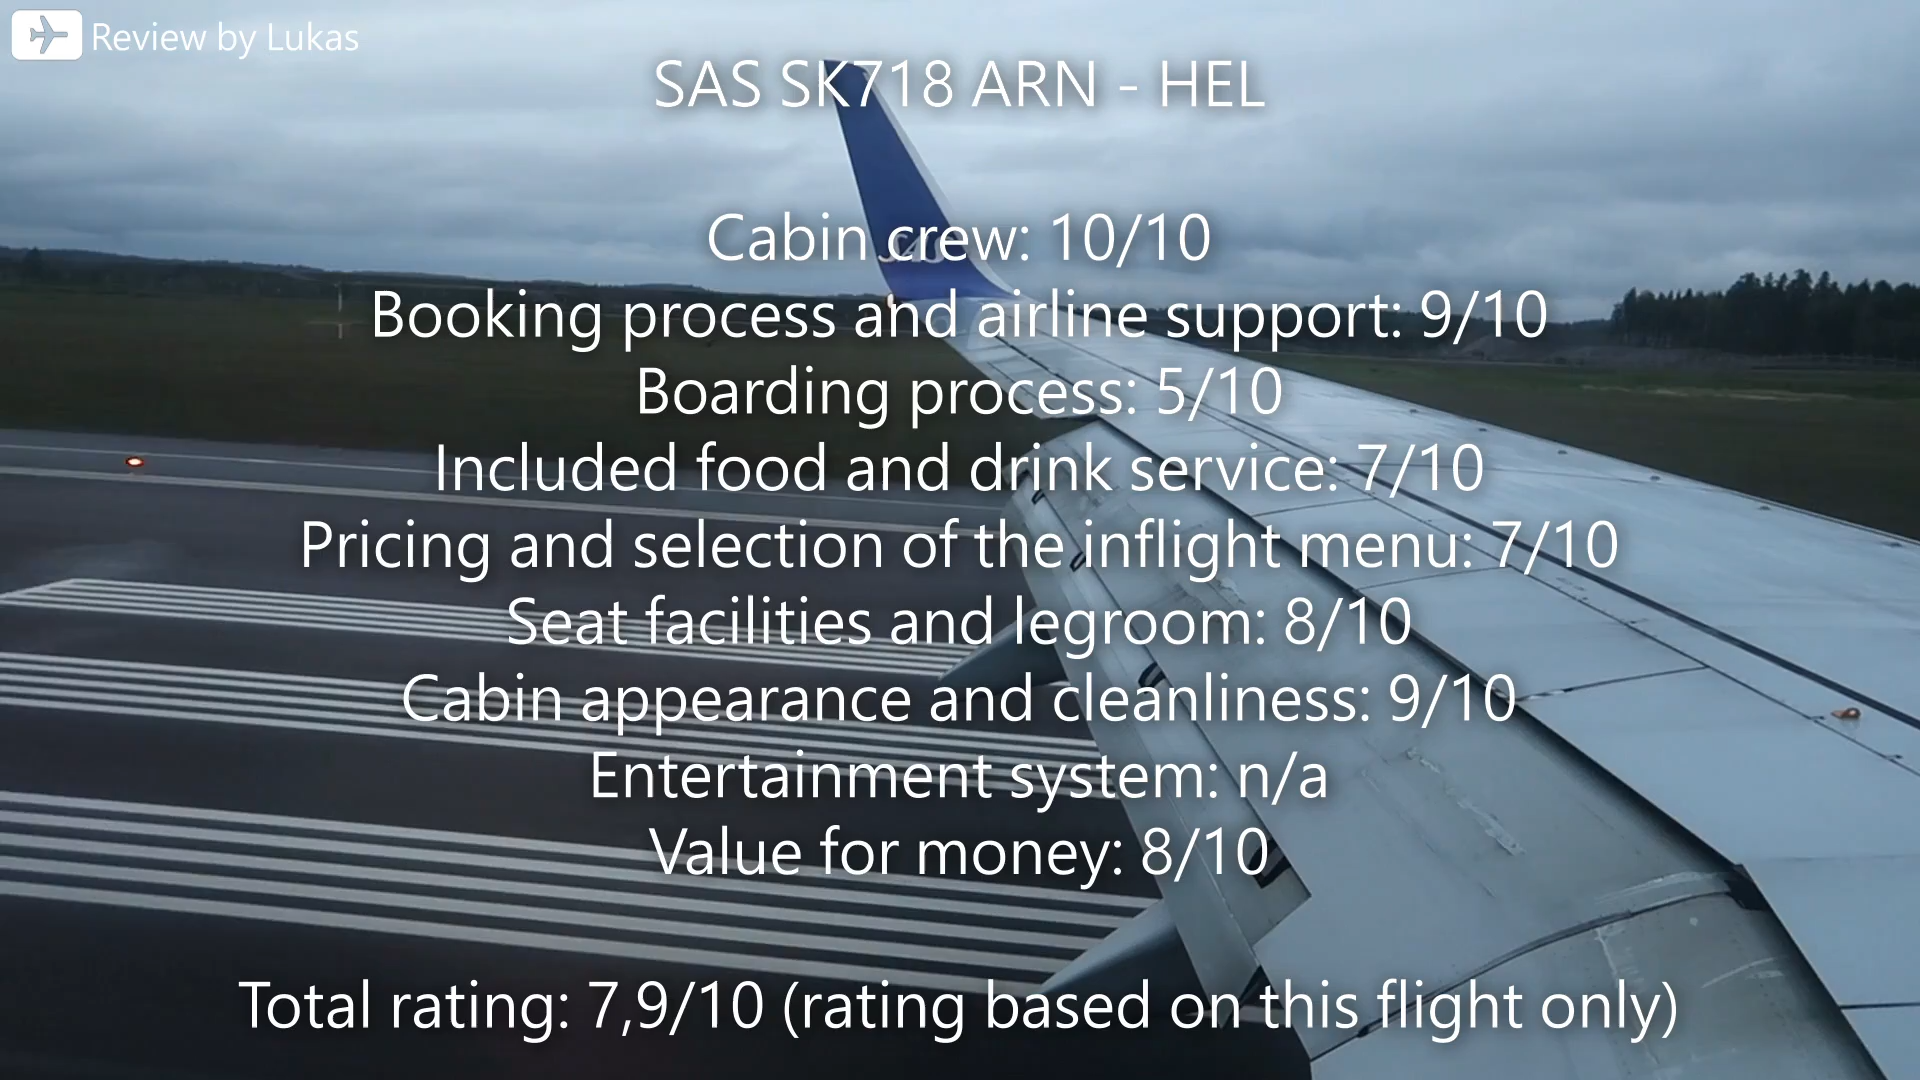 Review by Lukas
SAS SK718 ARN - HEL
SAS
Cabin crew: 10/10
Booking process and airline support: 9/10
Boarding process: 5/10
Included food and drink service: 7/10
Pricing and selection of the inflight menu: 7/10
Seat facilities and legroom: 8/10
Cabin appearance and cleanliness: 9/10
Entertainment system: n/a
Value for money: 8/10
Total rating: 7,9/10 (rating based on this flight only)